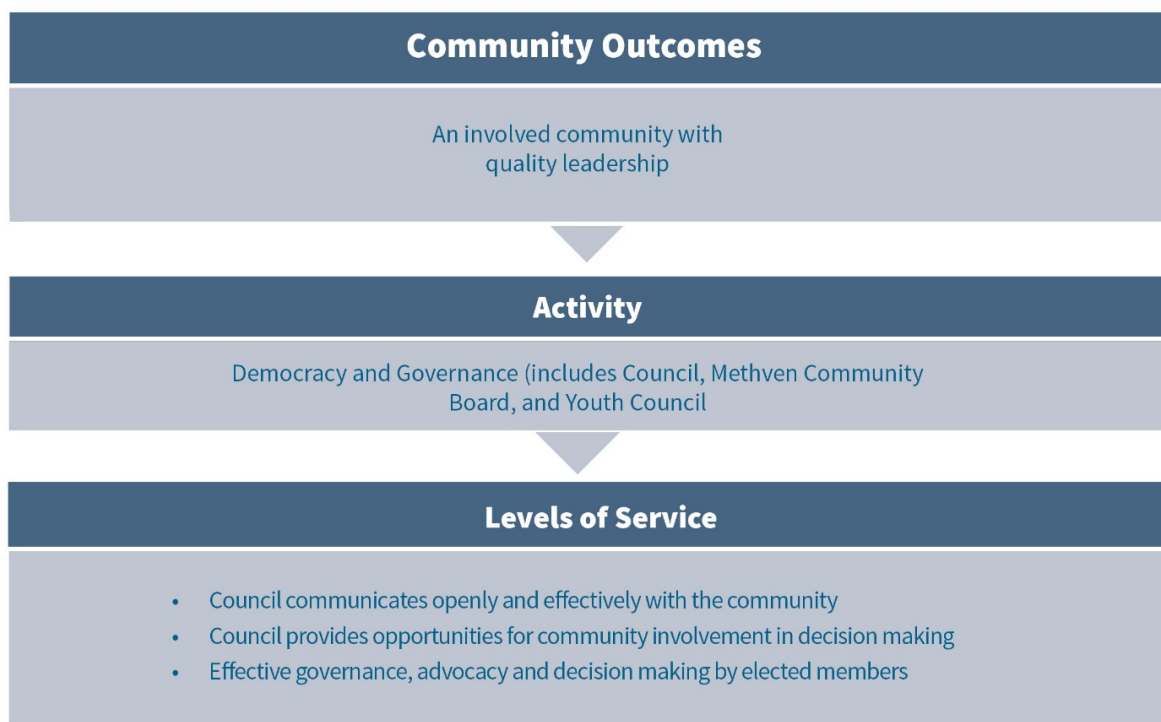 Community Outcomes
An involved community with
quality leadership
Activity
Democracy and Governance (includes Council, Methven Community
Board, and Youth Council
Levels of Service
• Council communicates openly and effectively with the community
• Council provides opportunities for community involvement in decision making
• Effective governance, advocacy and decision making by elected members